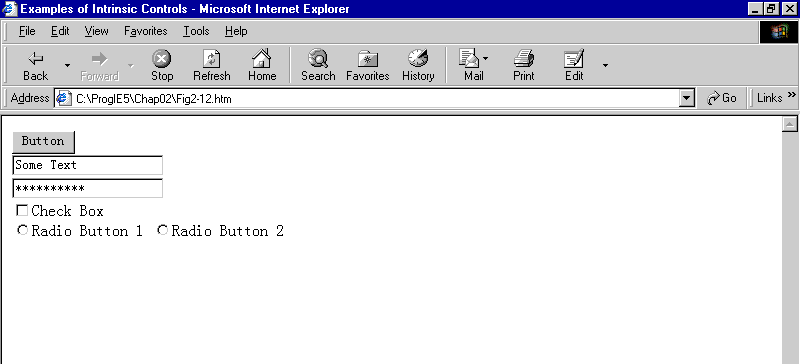 Examples of Intrinsic Controls - Microsoft Internet Explorer
File Edit View Favorites Tools Help
Back Forward Stop Refresh Home Search Favorites History Mail Print Edit
Address C:\ProgIE5\Chap02\Fig2-12.htm Go Links »
Button
Some Text
**********
Check Box
Radio Button 1 Radio Button 2